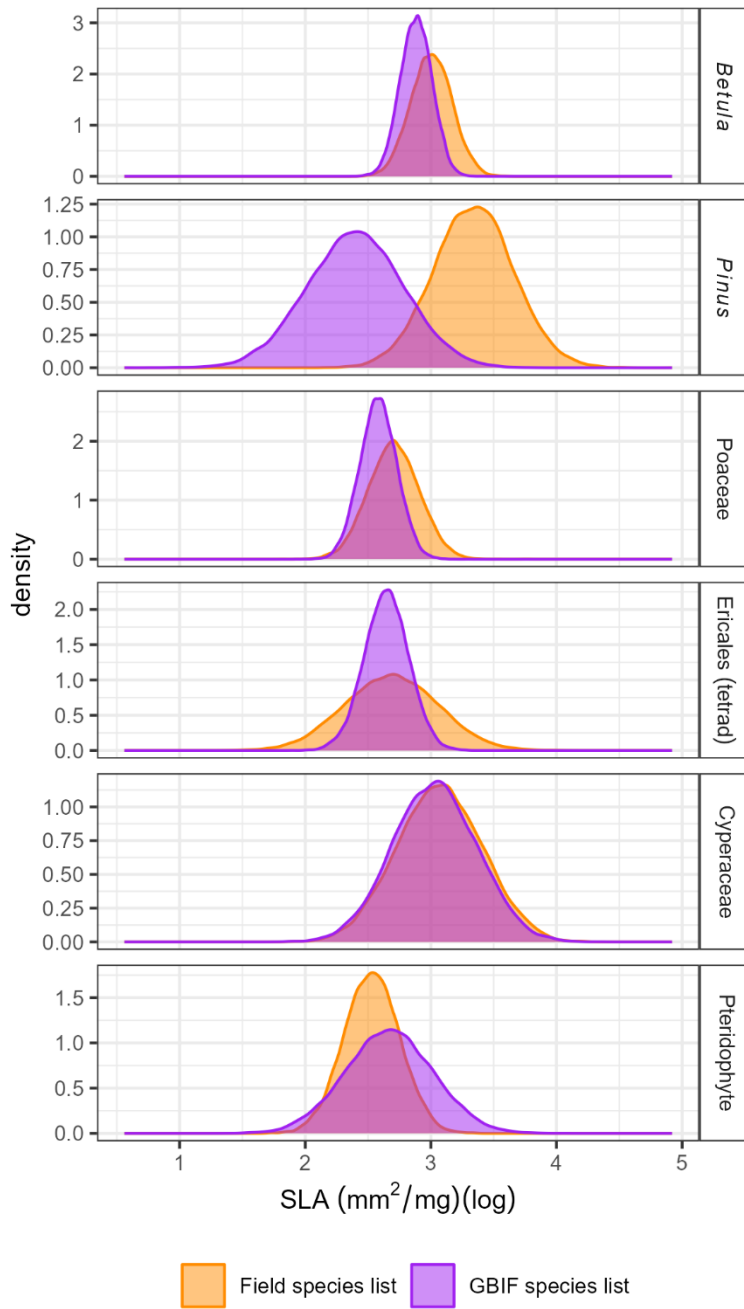 density
3
2
1
0
Betula
1.25
1.00
0.75
0.50
0.25
0.00
Pinus
2
1
0
Poaceae
2.0
1.5
1.0
0.5
0.0
Ericales (tetrad)
1.00
0.75
0.50
0.25
0.00
Cyperaceae
1.5
1.0
0.5
0.0
Pteridophyte
1 2 3 4 5
SLA (mm²/mg)(log)
Field species list GBIF species list